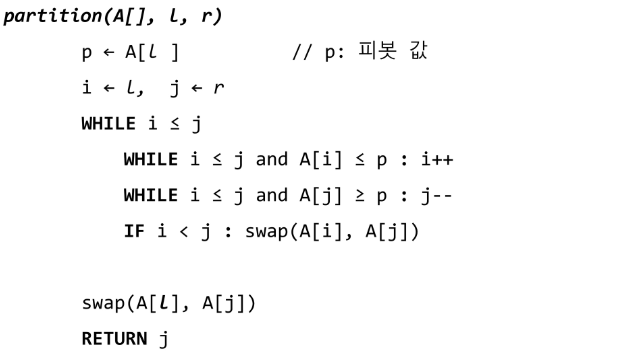 partition(A[], l, r)
p ← A[l ] // p: 피봇 값
i ← l, j ← r
WHILE i ≤ j
WHILE i ≤ j and A[i] ≤ p : i++
WHILE i ≤ j and A[j] ≥ p : j--
IF i < j : swap(A[i], A[j])
swap(A[l], A[j])
RETURN j